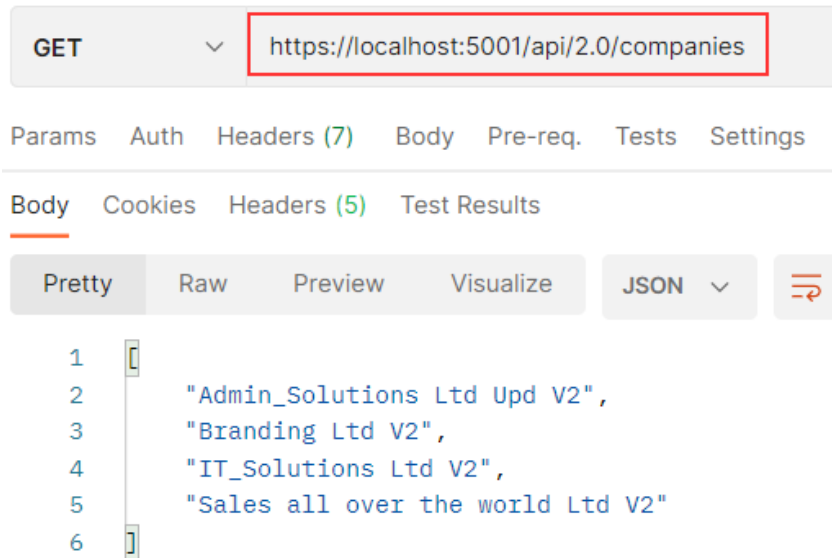 GET https://localhost:5001/api/2.0/companies
Params Auth Headers (7) Body Pre-req. Tests Settings
Body Cookies Headers (5) Test Results
Pretty Raw Preview Visualize JSON
1 [
2 "Admin_Solutions Ltd Upd V2",
3 "Branding Ltd V2",
4 "IT_Solutions Ltd V2",
5 "Sales all over the world Ltd V2"
6 ]